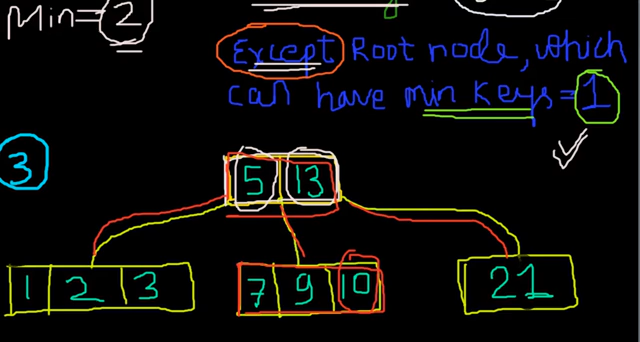 Min=2
Except Root node, which
can have min keys=1
3
5 13
1 2 3 7 9 10 21